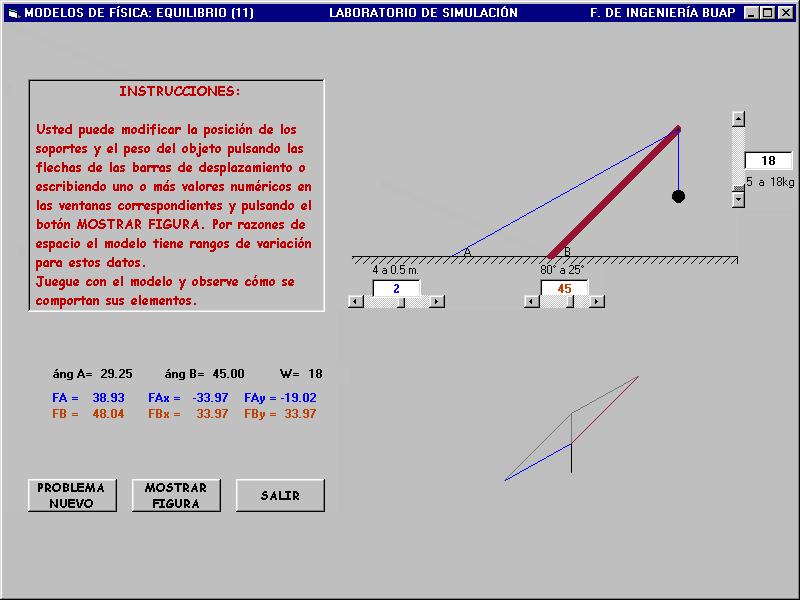 MODELOS DE FÍSICA: EQUILIBRIO (11) LABORATORIO DE SIMULACIÓN F. DE INGENIERÍA BUAP
INSTRUCCIONES:
Usted puede modificar la posición de los
soportes y el peso del objeto pulsando las
flechas de las barras de desplazamiento o
escribiendo uno o más valores numéricos en
las ventanas correspondientes y pulsando el
botón MOSTRAR FIGURA. Por razones de
espacio el modelo tiene rangos de variación
para estos datos.
Juegue con el modelo y observe cómo se
comportan sus elementos.
18
5 a 18kg
A
B
4 a 0.5 m.
80° a 25°
2
45
áng A= 29.25 áng B= 45.00 W= 18
FA = 38.93 FAx = -33.97 FAy = -19.02
FB = 48.04 FBx = 33.97 FBy = 33.97
PROBLEMA
NUEVO
MOSTRAR
FIGURA
SALIR